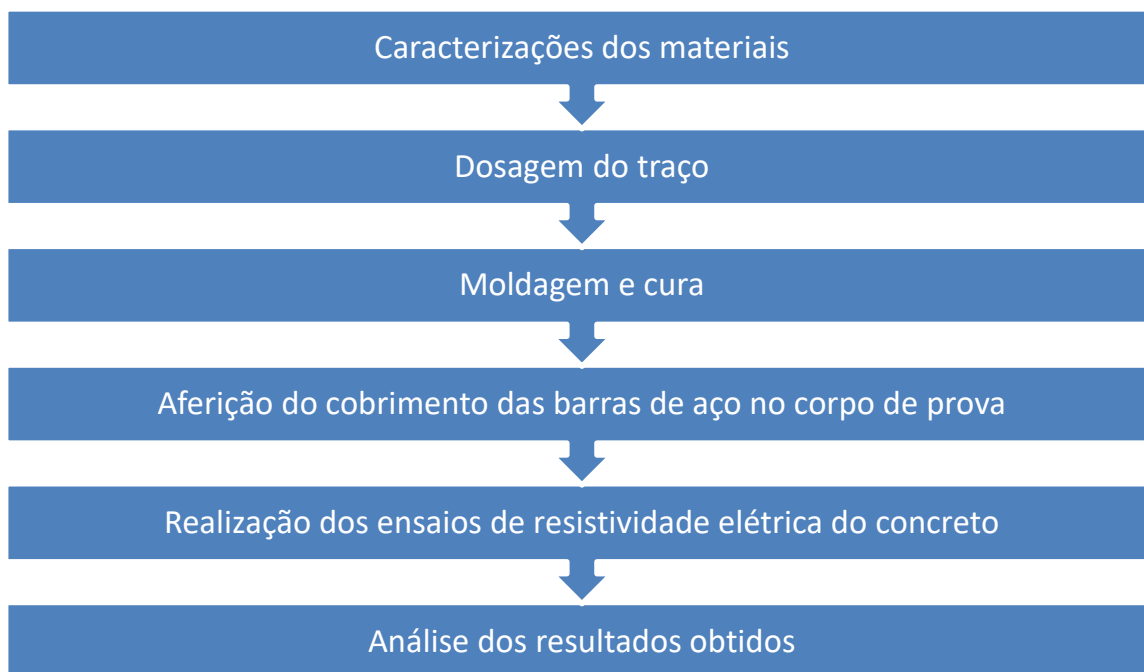 Caracterizações dos materiais
Dosagem do traço
Moldagem e cura
Aferição do cobrimento das barras de aço no corpo de prova
Realização dos ensaios de resistividade elétrica do concreto
Análise dos resultados obtidos